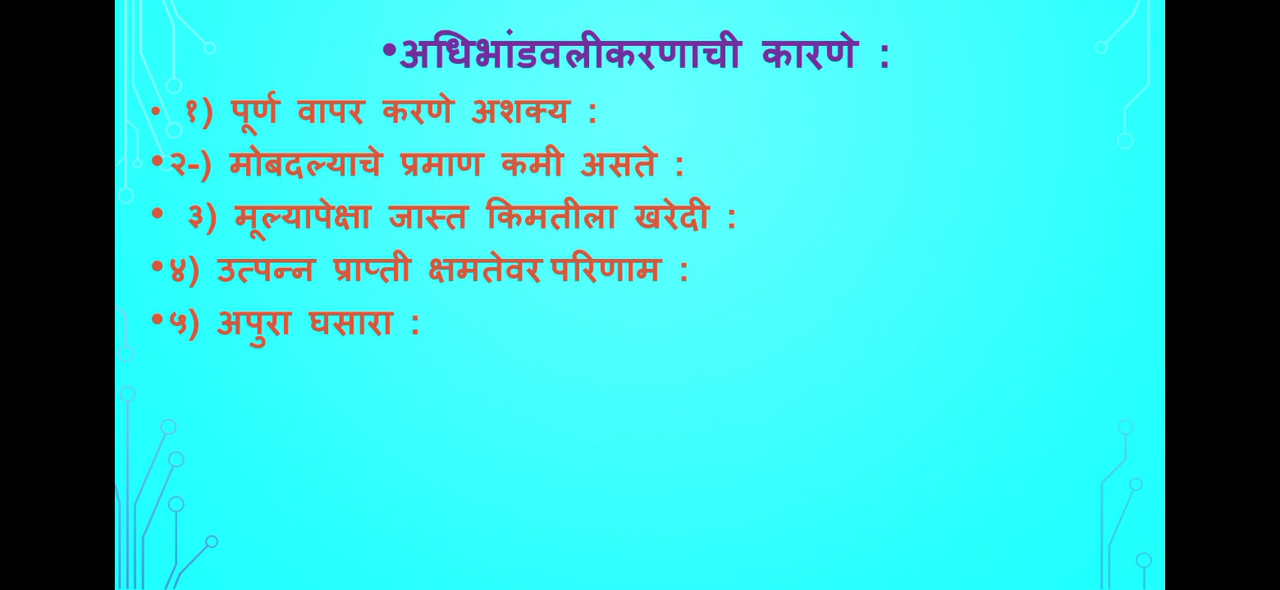 •अधिभांडवलीकरणाची कारणे :
• १) पूर्ण वापर करणे अशक्य :
•२-) मोबदल्याचे प्रमाण कमी असते :
• ३) मूल्यापेक्षा जास्त किमतीला खरेदी :
•४) उत्पन्न प्राप्ती क्षमतेवर परिणाम :
•५) अपुरा घसारा :